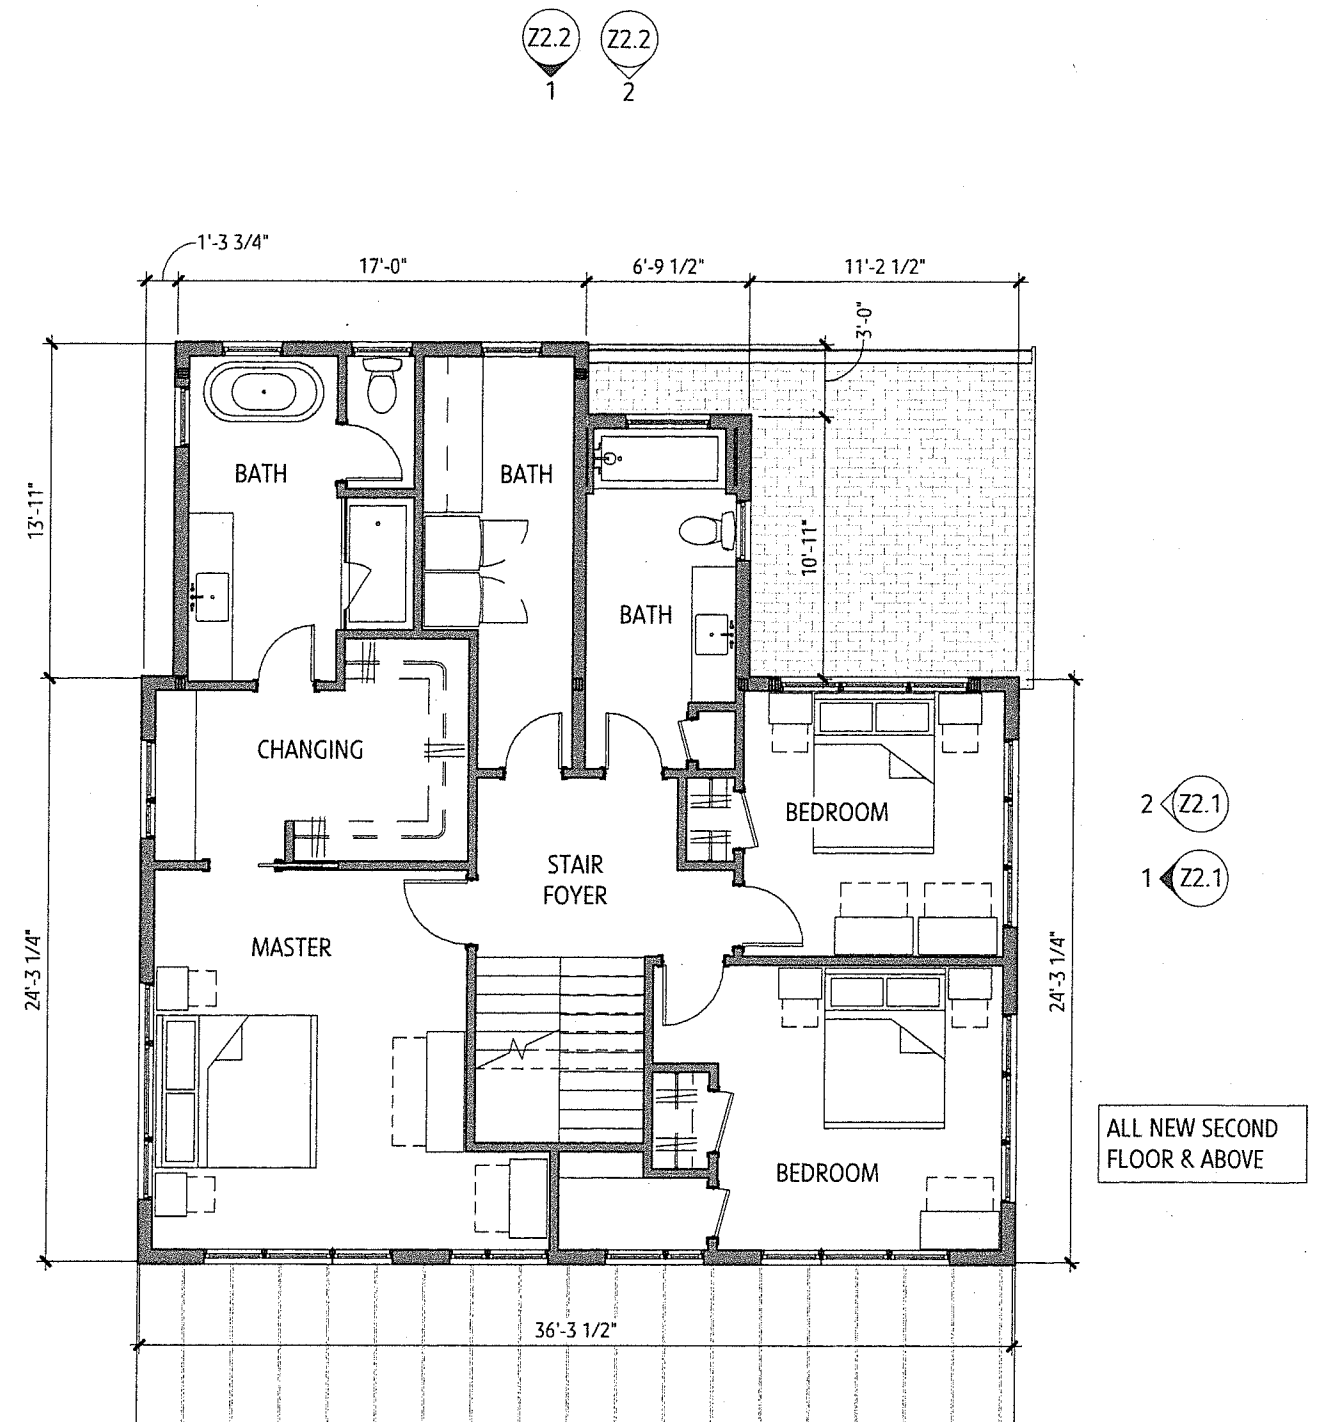 Z2.2 Z2.2
1 2
1'-3 3/4"
17'-0" 6'-9 1/2" 11'-2 1/2"
3'-0"
BATH BATH
13'-11"
10'-11"
BATH
CHANGING
BEDROOM
2 Z2.1
STAIR
FOYER
1 Z2.1
MASTER
24'-3 1/4"
24'-3 1/4"
ALL NEW SECOND
FLOOR & ABOVE
BEDROOM
36'-3 1/2"